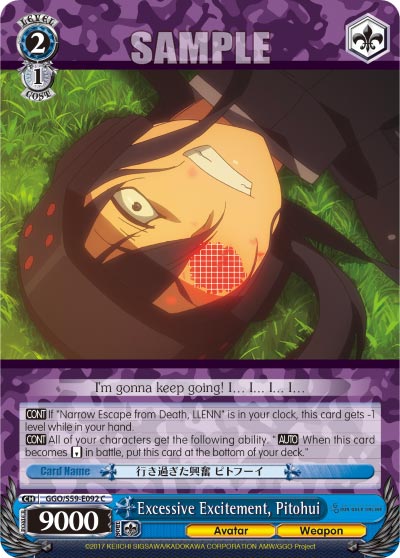 LEVEL
2
1
COST
SAMPLE
I'm gonna keep going! I… I… I… I…
CONT If "Narrow Escape from Death, LLENN" is in your clock, this card gets -1
level while in your hand.
CONT All of your characters get the following ability. "AUTO When this card
becomes [↓] in battle, put this card at the bottom of your deck."
Card Name 行き過ぎた興奮 ピトフーイ
CH GGO/S59-E092 C
POWER 9000 SOUL
Excessive Excitement, Pitohui
Avatar Weapon
©2017 KEIICHI SIGSAWA/KADOKAWA CORPORATION AMW/GGO Project